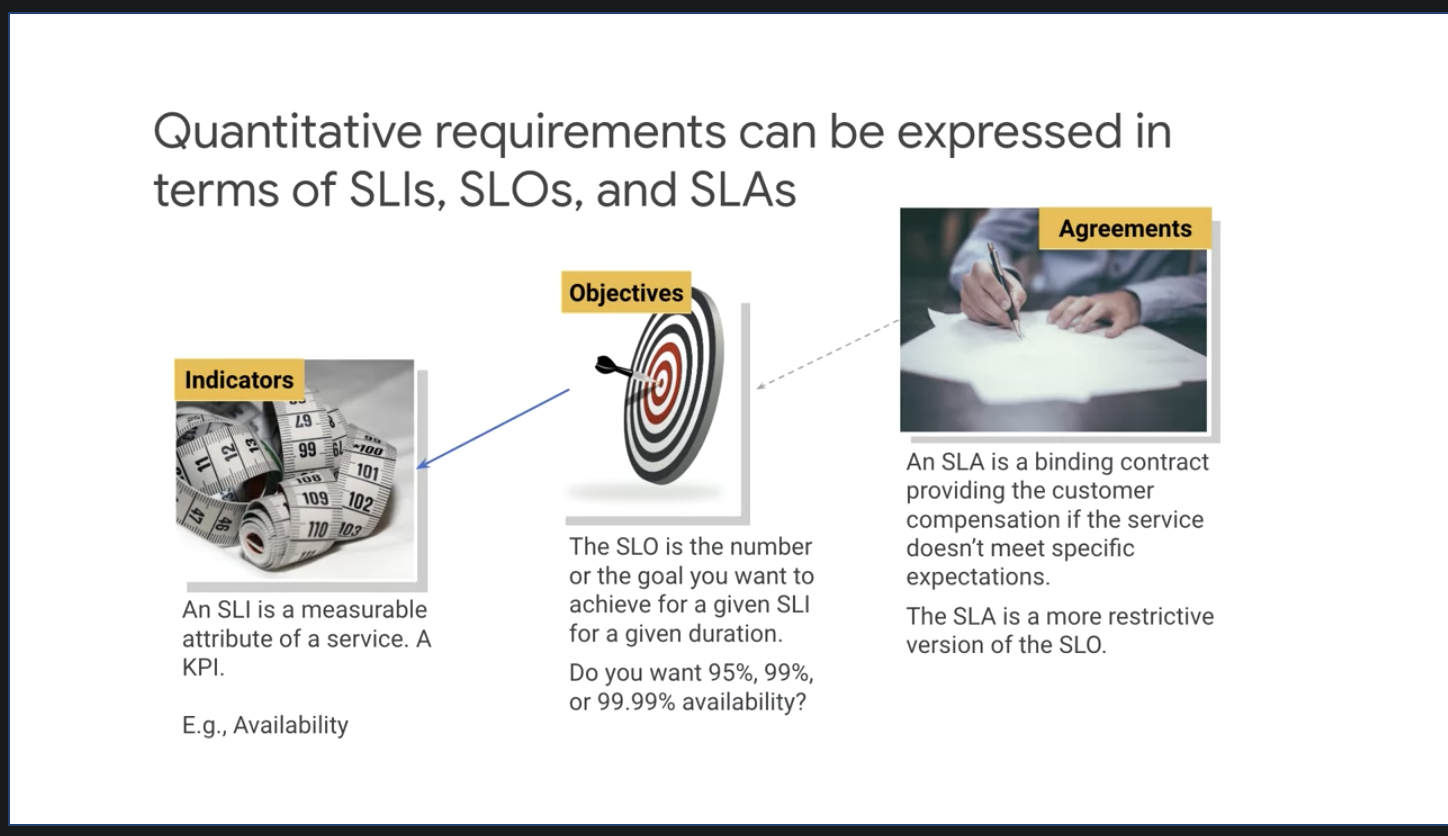 Quantitative requirements can be expressed in
terms of SLIs, SLOs, and SLAs
Indicators
An SLI is a measurable
attribute of a service. A
KPI.
E.g., Availability
Objectives
The SLO is the number
or the goal you want to
achieve for a given SLI
for a given duration.
Do you want 95%, 99%,
or 99.99% availability?
Agreements
An SLA is a binding contract
providing the customer
compensation if the service
doesn't meet specific
expectations.
The SLA is a more restrictive
version of the SLO.